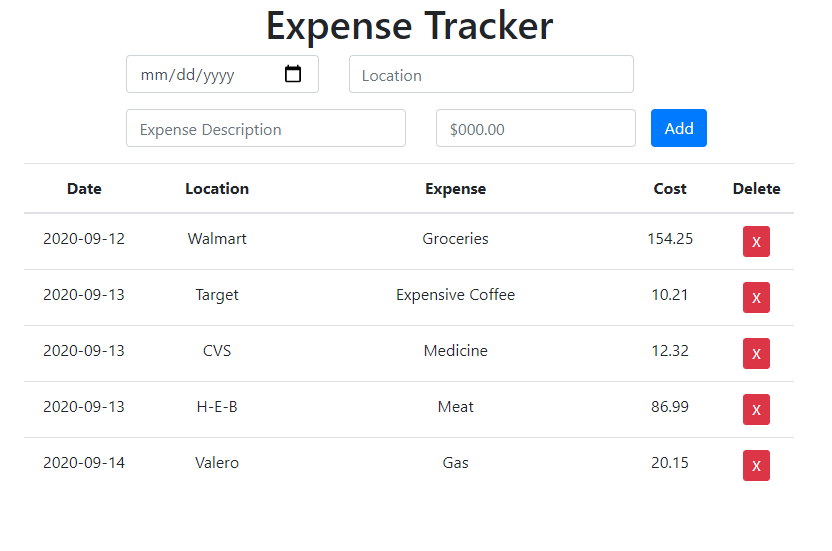 Expense Tracker
mm/dd/yyyy Location
Expense Description $000.00 Add
Date Location Expense Cost Delete
2020-09-12 Walmart Groceries 154.25 X
2020-09-13 Target Expensive Coffee 10.21 X
2020-09-13 CVS Medicine 12.32 X
2020-09-13 H-E-B Meat 86.99 X
2020-09-14 Valero Gas 20.15 X